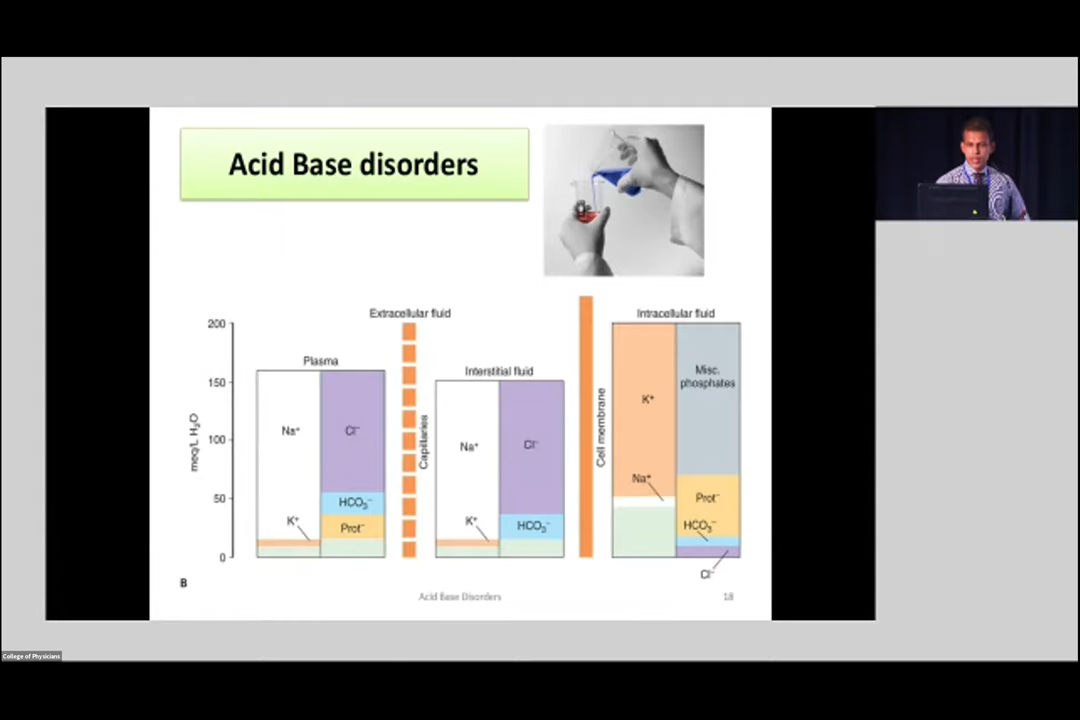 Acid Base disorders
Extracellular fluid
Intracellular fluid
200
150
100
50
0
meq/L H₂O
Plasma
Na⁺
Cl⁻
HCO₃⁻
K⁺
Prot⁻
Capillaries
Interstitial fluid
Na⁺
Cl⁻
K⁺
HCO₃⁻
Cell membrane
K⁺
Misc.
phosphates
Na⁺
Prot⁻
HCO₃⁻
Cl⁻
B
Acid Base Disorders
18
College of Physicians